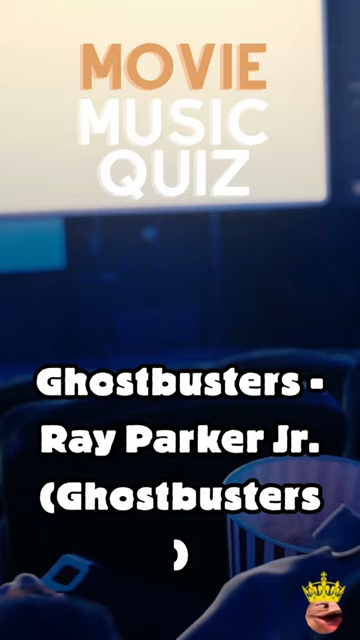 MOVIE
MUSIC
QUIZ
Ghostbusters -
Ray Parker Jr.
(Ghostbusters
)